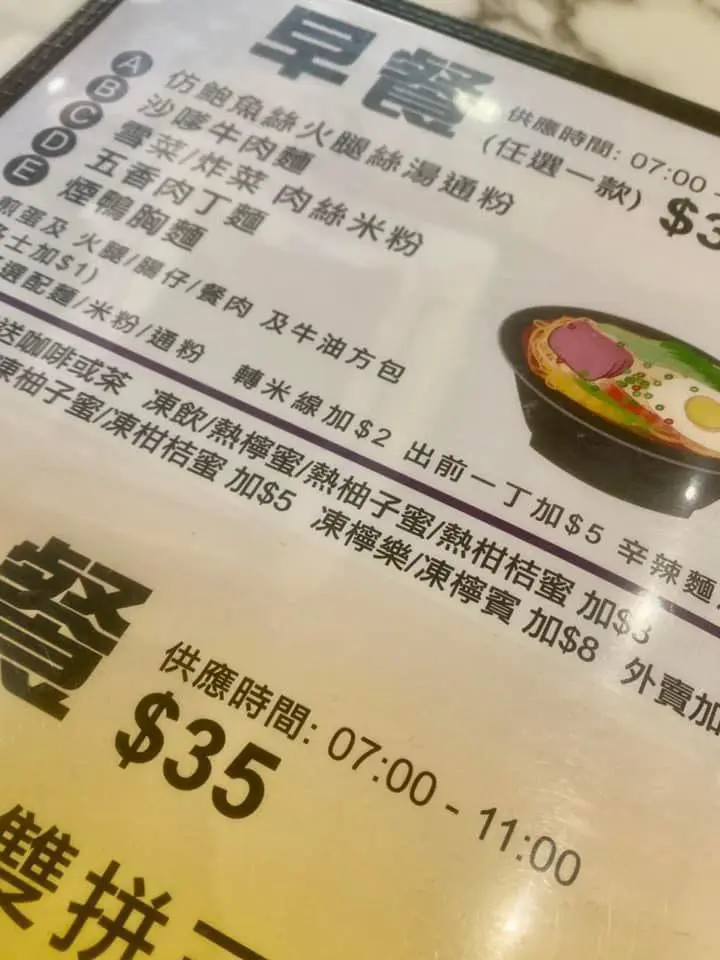 早餐
供應時間: 07:00
(任選一款)
A 仿鮑魚絲火腿絲湯通粉
B 沙嗲牛肉麵
C 雪菜/炸菜 肉絲米粉
D 五香肉丁麵
E 煙鴨胸麵
煎蛋及 火腿/腸仔/餐肉 及牛油方包
士加$1)
選配麵/米粉/通粉 轉米線加$2 出前一丁加$5 辛辣麵
送咖啡或茶 凍飲/熱檸蜜/熱柚子蜜/熱柑桔蜜 加$3
凍柚子蜜/凍柑桔蜜 加$5 凍檸樂/凍檸賓 加$8 外賣加
餐
供應時間: 07:00 - 11:00
$35
雙拼